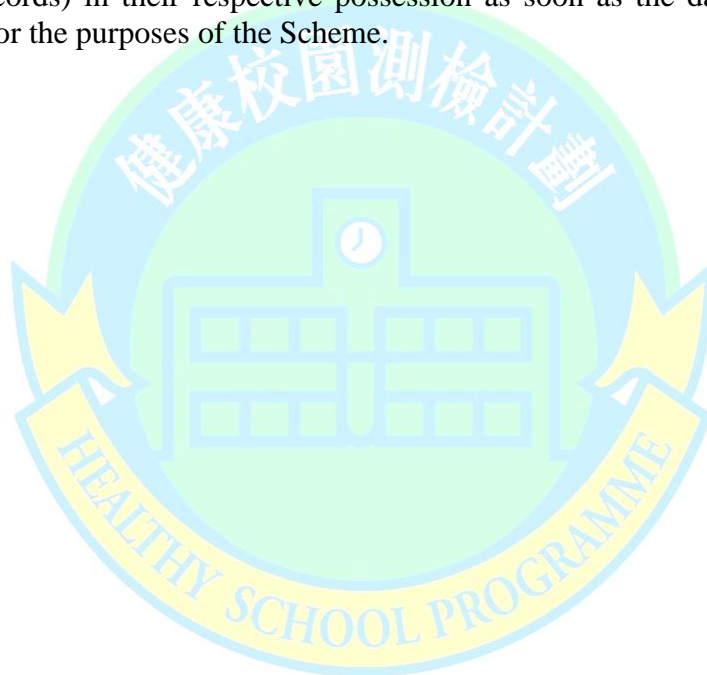 cords) in their respective possession as soon as the da
or the purposes of the Scheme.
健康校園測檢計劃
HEALTHY SCHOOL PROGRAMME